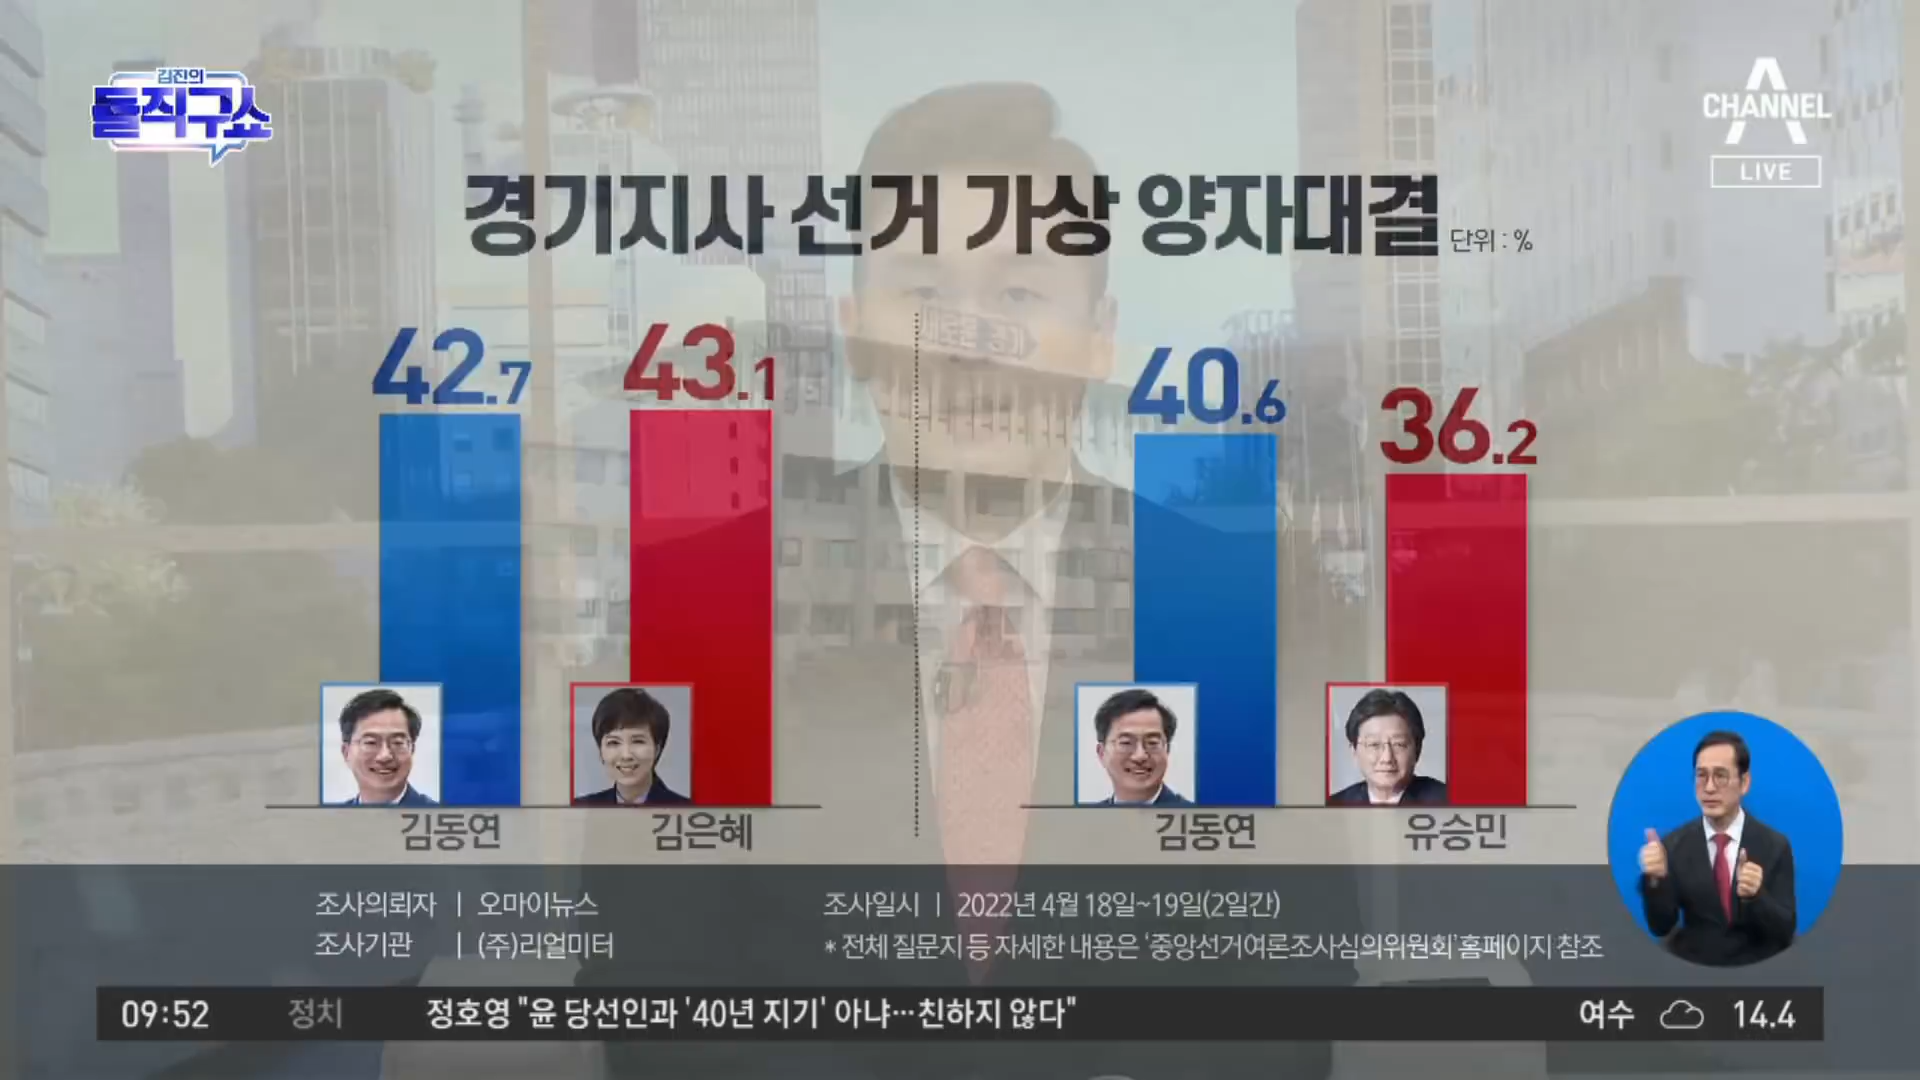 김진의
돌직구쇼
CHANNEL A
LIVE
경기지사 선거 가상 양자대결 단위 : %
42.7 43.1 40.6 36.2
새로운 경기
김동연 김은혜 김동연 유승민
조사의뢰자 | 오마이뉴스
조사기관 | (주)리얼미터
조사일시 | 2022년 4월 18일~19일(2일간)
* 전체 질문지 등 자세한 내용은 '중앙선거여론조사심의위원회'홈페이지 참조
09:52 정치 정호영 "윤 당선인과 '40년 지기' 아냐…친하지 않다" 여수 14.4